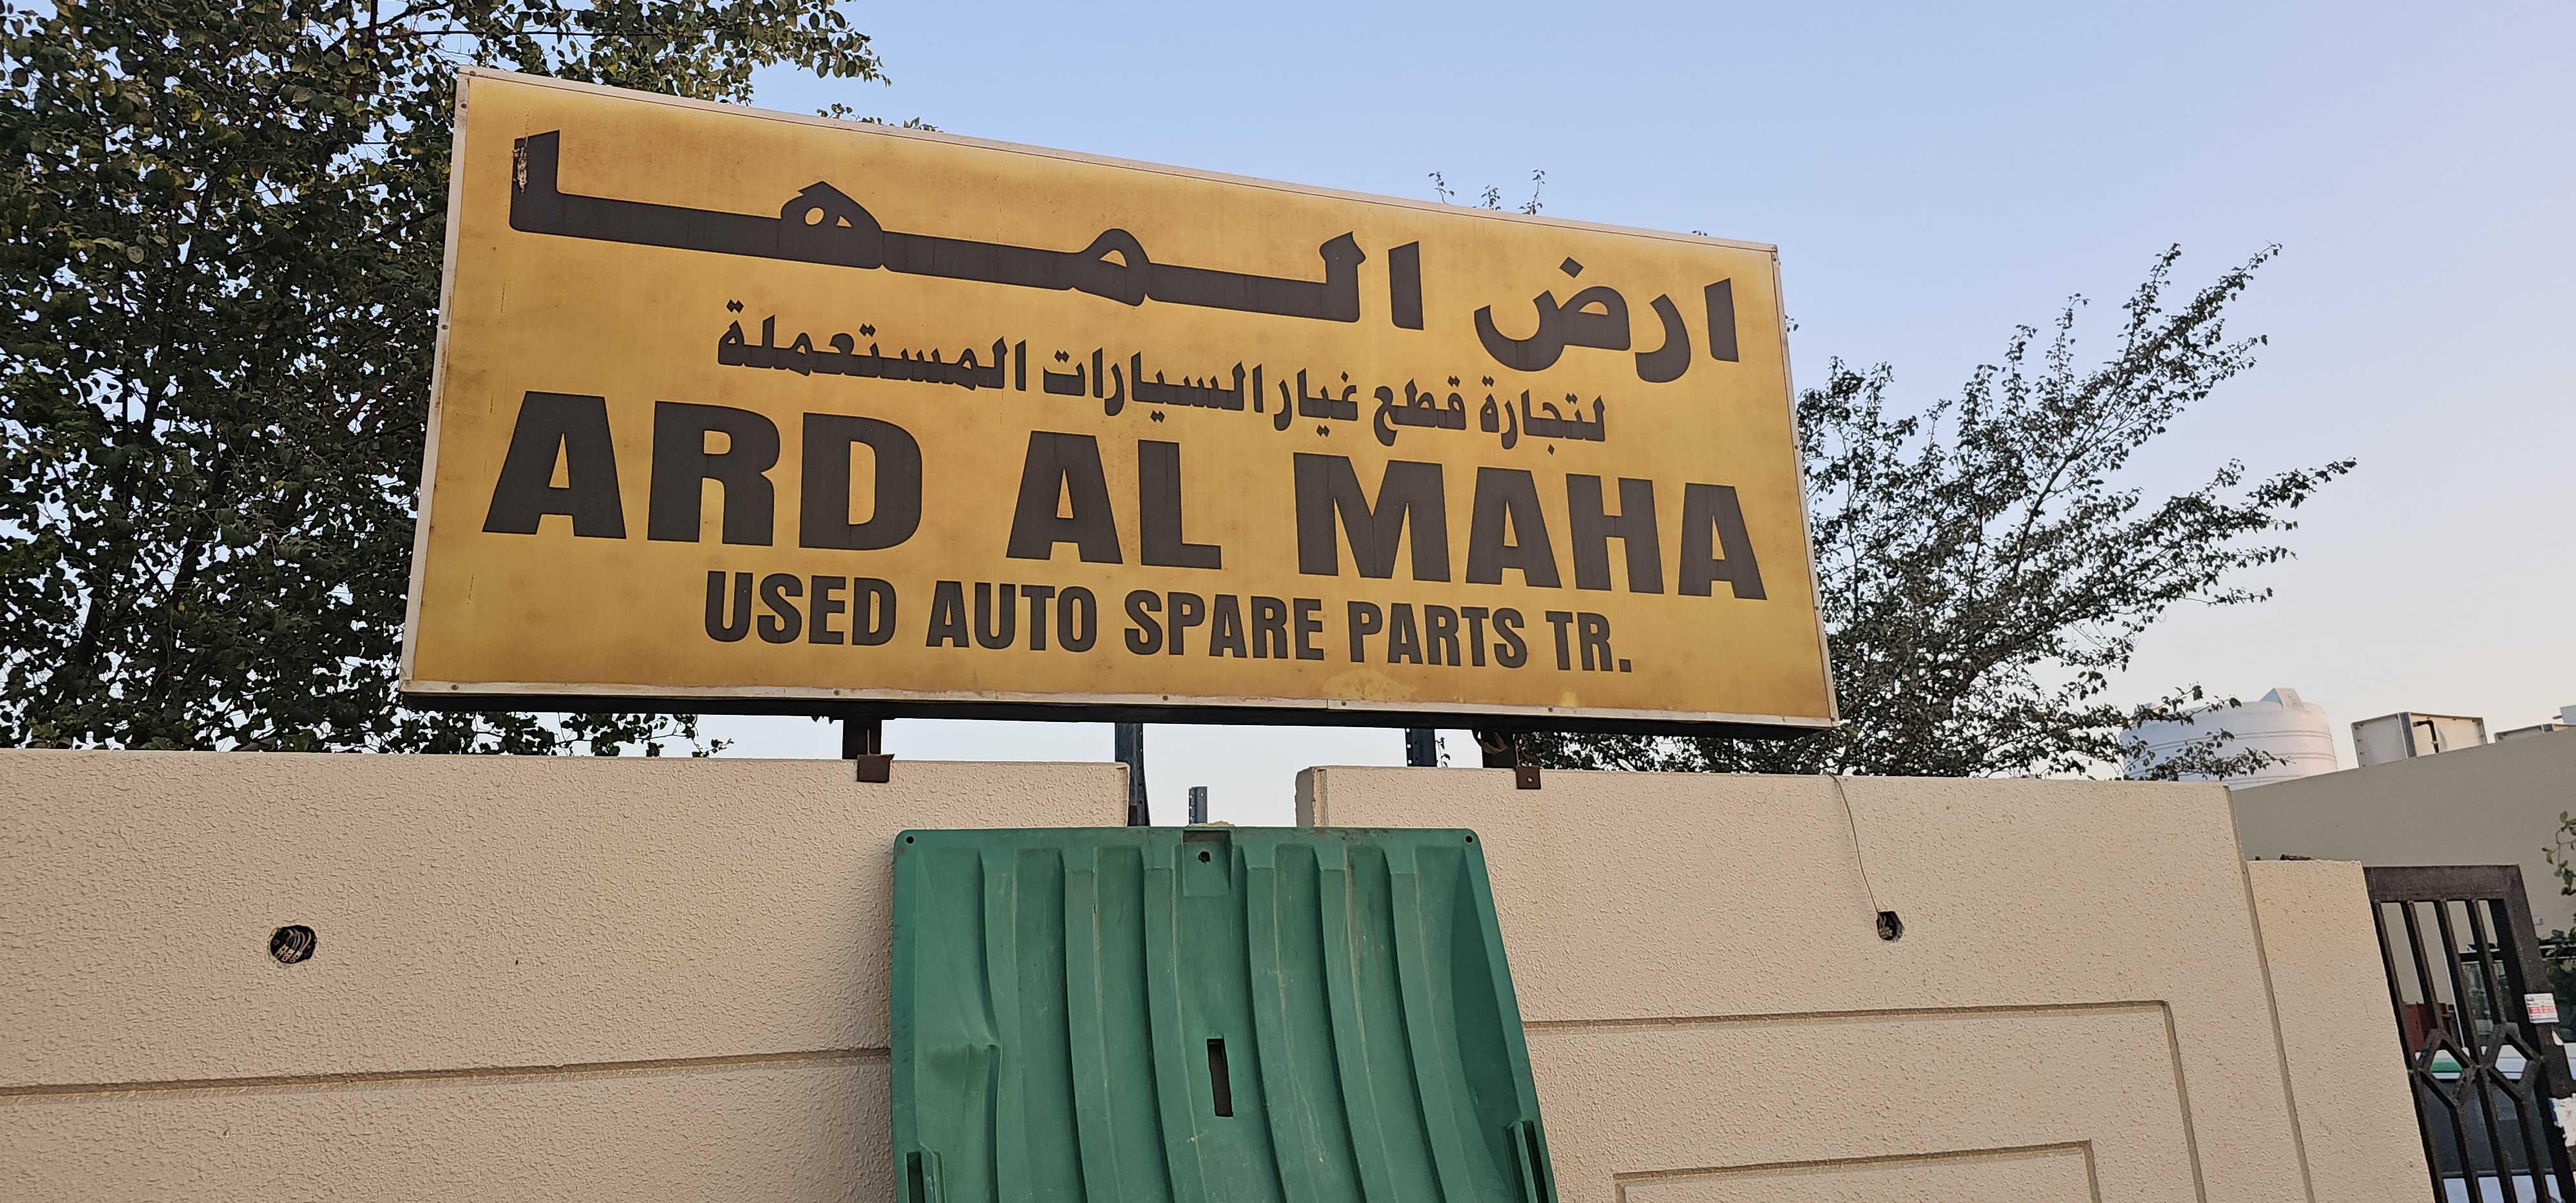 ارض المها
لتجارة قطع غيار السيارات المستعملة
ARD AL MAHA
USED AUTO SPARE PARTS TR.